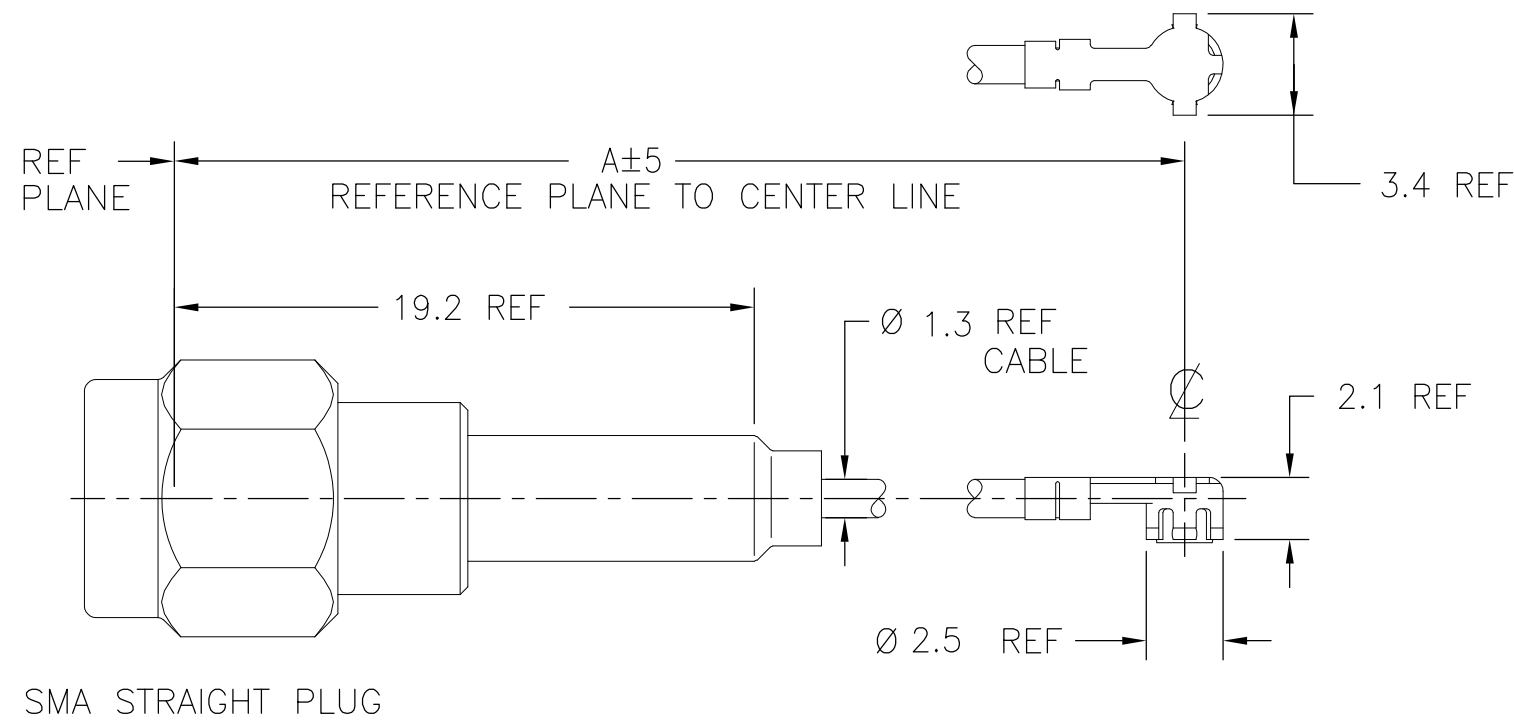 REF
PLANE
A±5
REFERENCE PLANE TO CENTER LINE
3.4 REF
19.2 REF
Ø 1.3 REF
CABLE
℄
2.1 REF
Ø 2.5 REF
SMA STRAIGHT PLUG